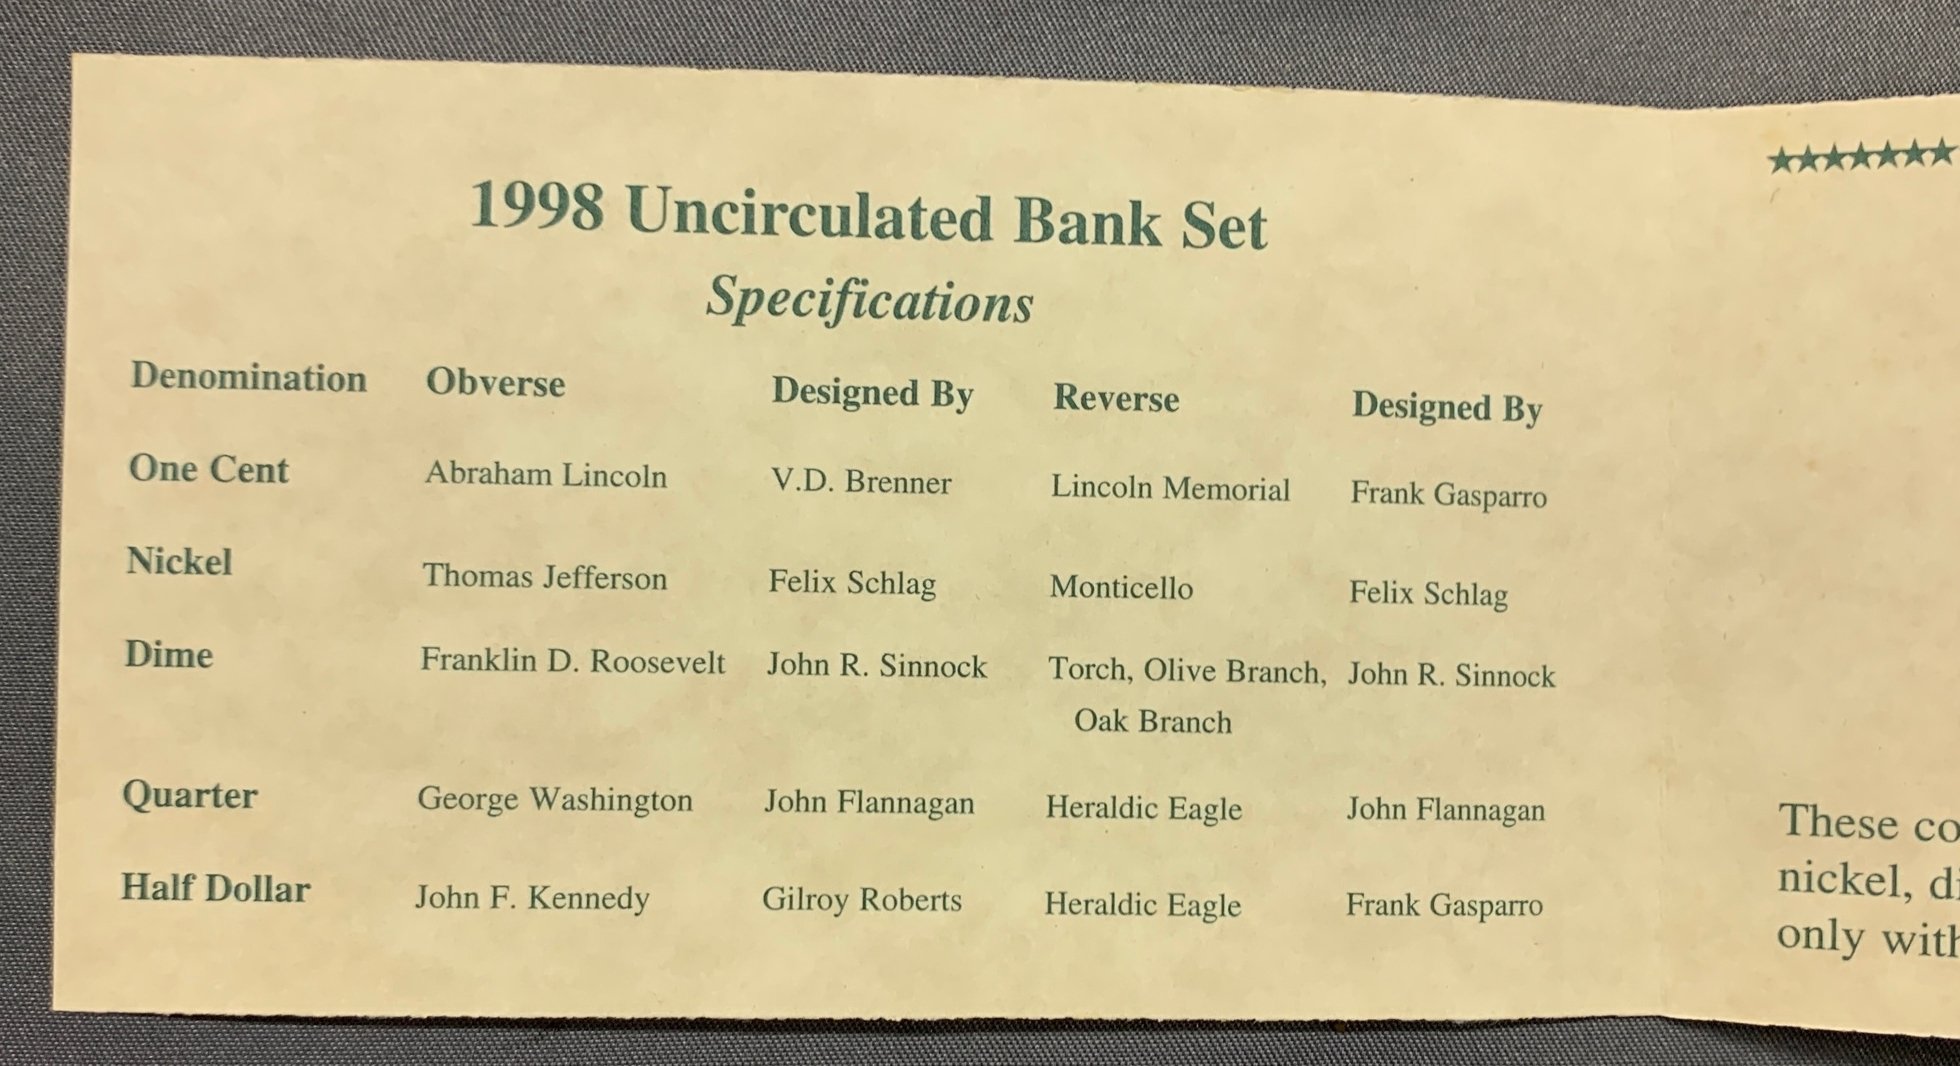 1998 Uncirculated Bank Set
Specifications
Denomination Obverse Designed By Reverse Designed By
One Cent Abraham Lincoln V.D. Brenner Lincoln Memorial Frank Gasparro
Nickel Thomas Jefferson Felix Schlag Monticello Felix Schlag
Dime Franklin D. Roosevelt John R. Sinnock Torch, Olive Branch, John R. Sinnock
Oak Branch
Quarter George Washington John Flannagan Heraldic Eagle John Flannagan
Half Dollar John F. Kennedy Gilroy Roberts Heraldic Eagle Frank Gasparro
★★★★★★★
These co
nickel, di
only with